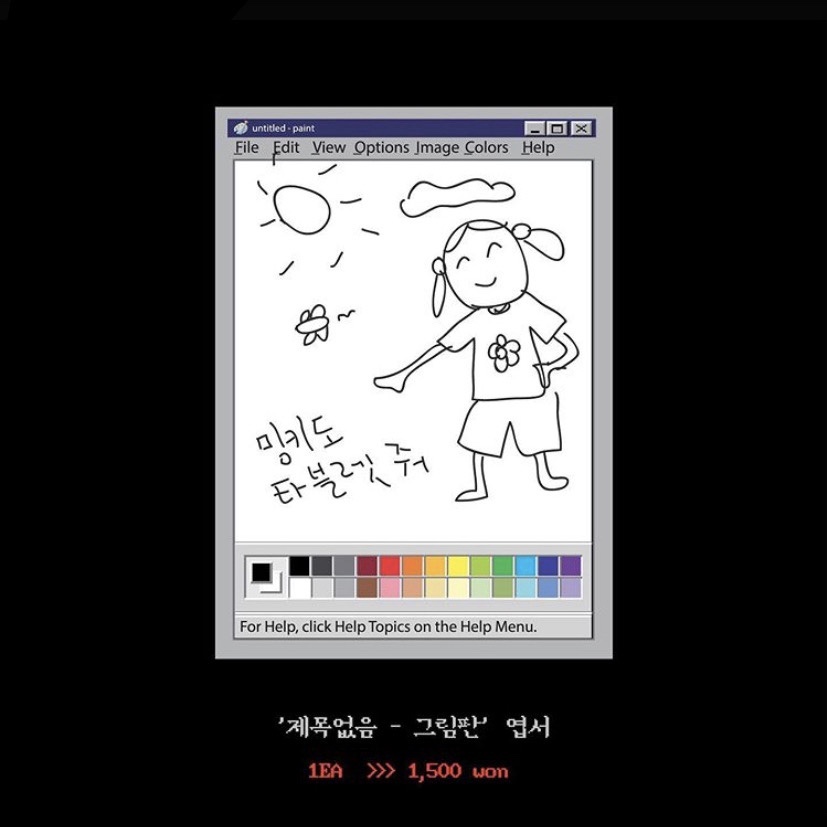 untitled - paint
File Edit View Options Image Colors Help
밍키도
타블렛 줘
For Help, click Help Topics on the Help Menu.
'제목없음 - 그림판' 엽서
1EA >>> 1,500 won